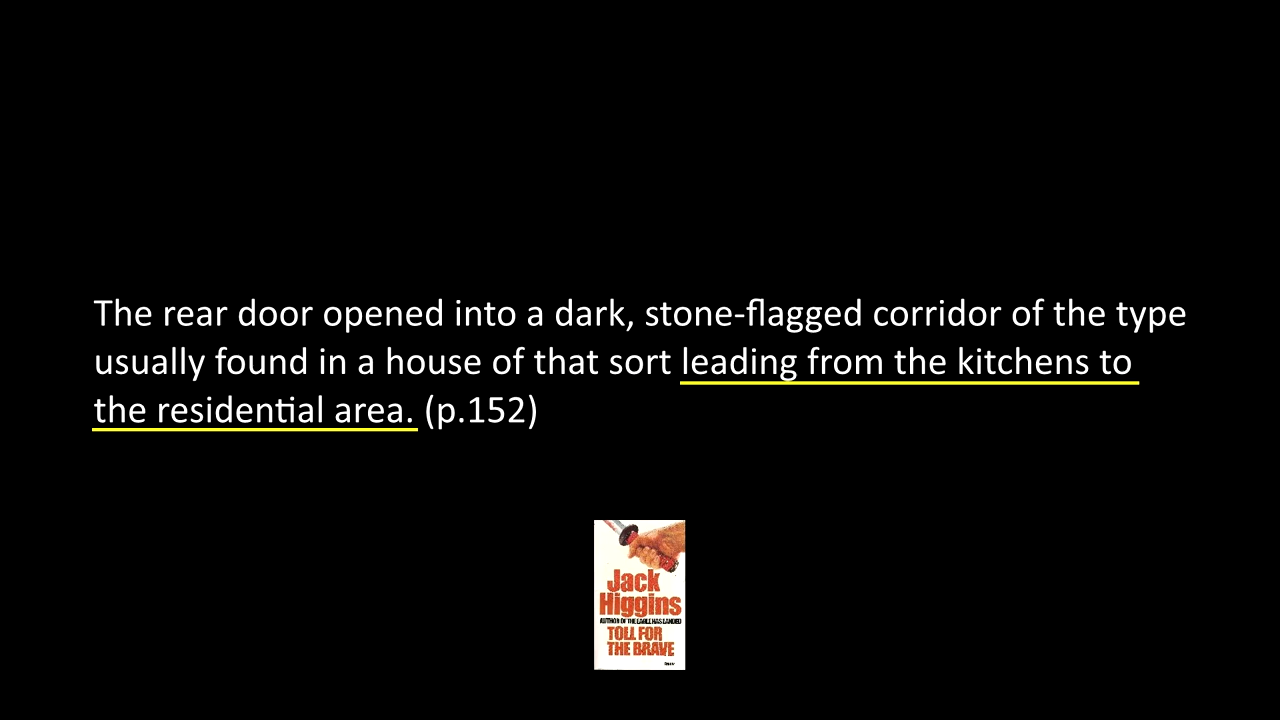 The rear door opened into a dark, stone-flagged corridor of the type
usually found in a house of that sort leading from the kitchens to
the residential area. (p.152)
Jack
Higgins
AUTHOR OF THE EAGLE HAS LANDED
TOLL FOR
THE BRAVE